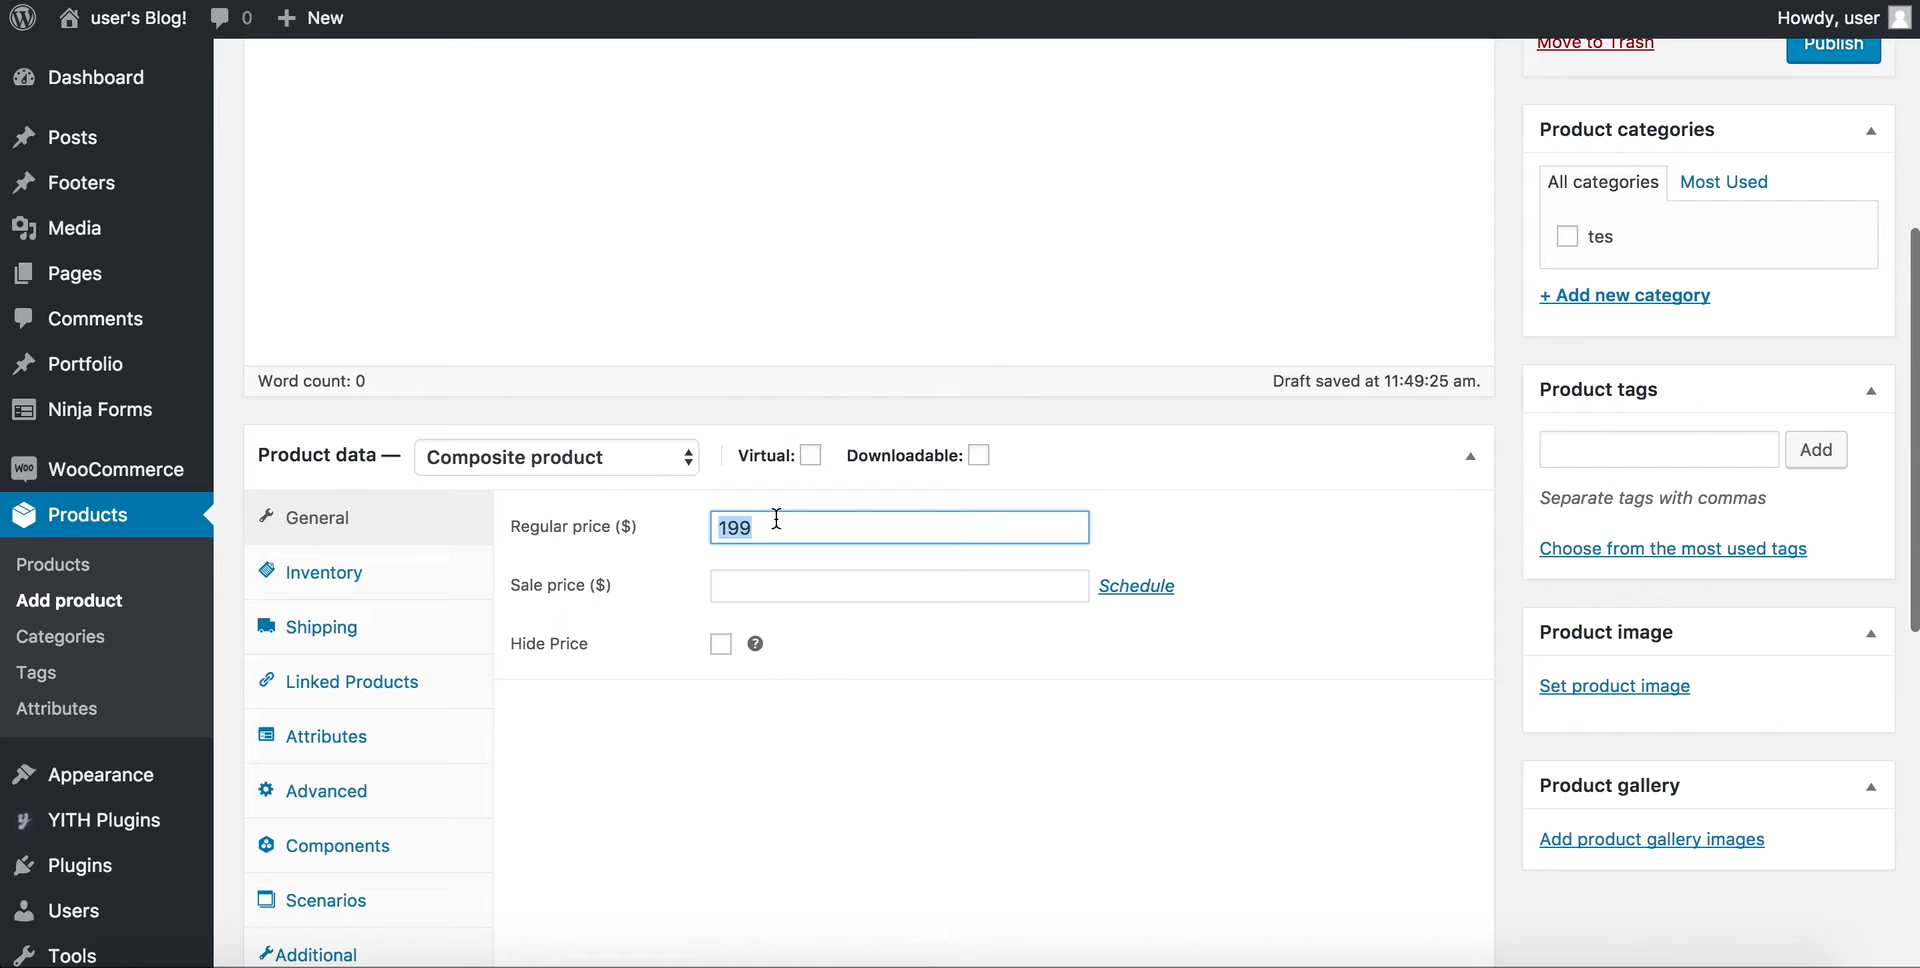 user's Blog!
0
New
Howdy, user
Dashboard
Posts
Footers
Media
Pages
Comments
Portfolio
Ninja Forms
WooCommerce
Products
Products
Add product
Categories
Tags
Attributes
Appearance
YITH Plugins
Plugins
Users
Tools
Word count: 0
Draft saved at 11:49:25 am.
Product data —
Composite product
Virtual:
Downloadable:
General
Inventory
Shipping
Linked Products
Attributes
Advanced
Components
Scenarios
Additional
Regular price ($)
199
Sale price ($)
Schedule
Hide Price
Move to Trash
Publish
Product categories
All categories
Most Used
tes
+ Add new category
Product tags
Add
Separate tags with commas
Choose from the most used tags
Product image
Set product image
Product gallery
Add product gallery images